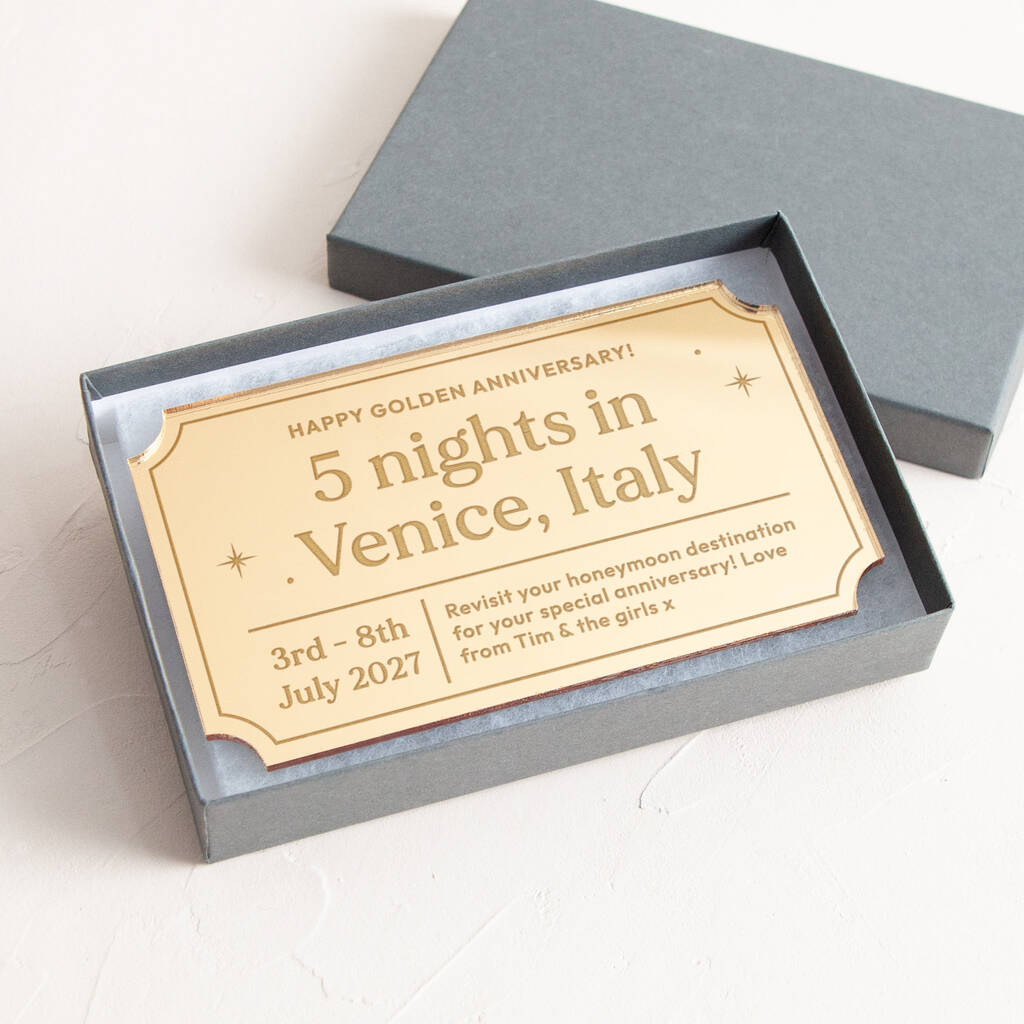 HAPPY GOLDEN ANNIVERSARY!
5 nights in
Venice, Italy
3rd - 8th
July 2027
Revisit your honeymoon destination
for your special anniversary! Love
from Tim & the girls x